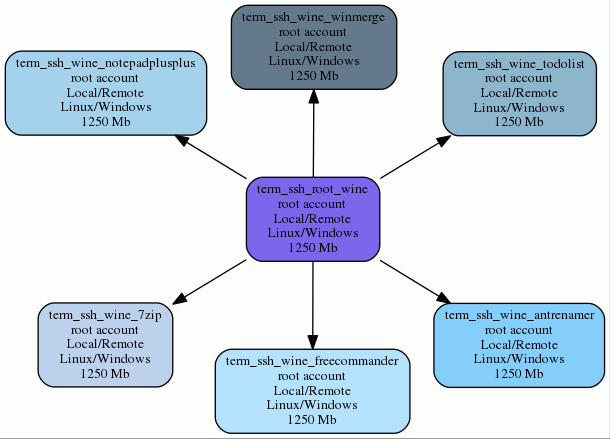 term_ssh_wine_winmerge
root account
Local/Remote
Linux/Windows
1250 Mb
term_ssh_wine_notepadplusplus
root account
Local/Remote
Linux/Windows
1250 Mb
term_ssh_wine_todolist
root account
Local/Remote
Linux/Windows
1250 Mb
term_ssh_root_wine
root account
Local/Remote
Linux/Windows
1250 Mb
term_ssh_wine_7zip
root account
Local/Remote
Linux/Windows
1250 Mb
term_ssh_wine_freecommander
root account
Local/Remote
Linux/Windows
1250 Mb
term_ssh_wine_antrenamer
root account
Local/Remote
Linux/Windows
1250 Mb